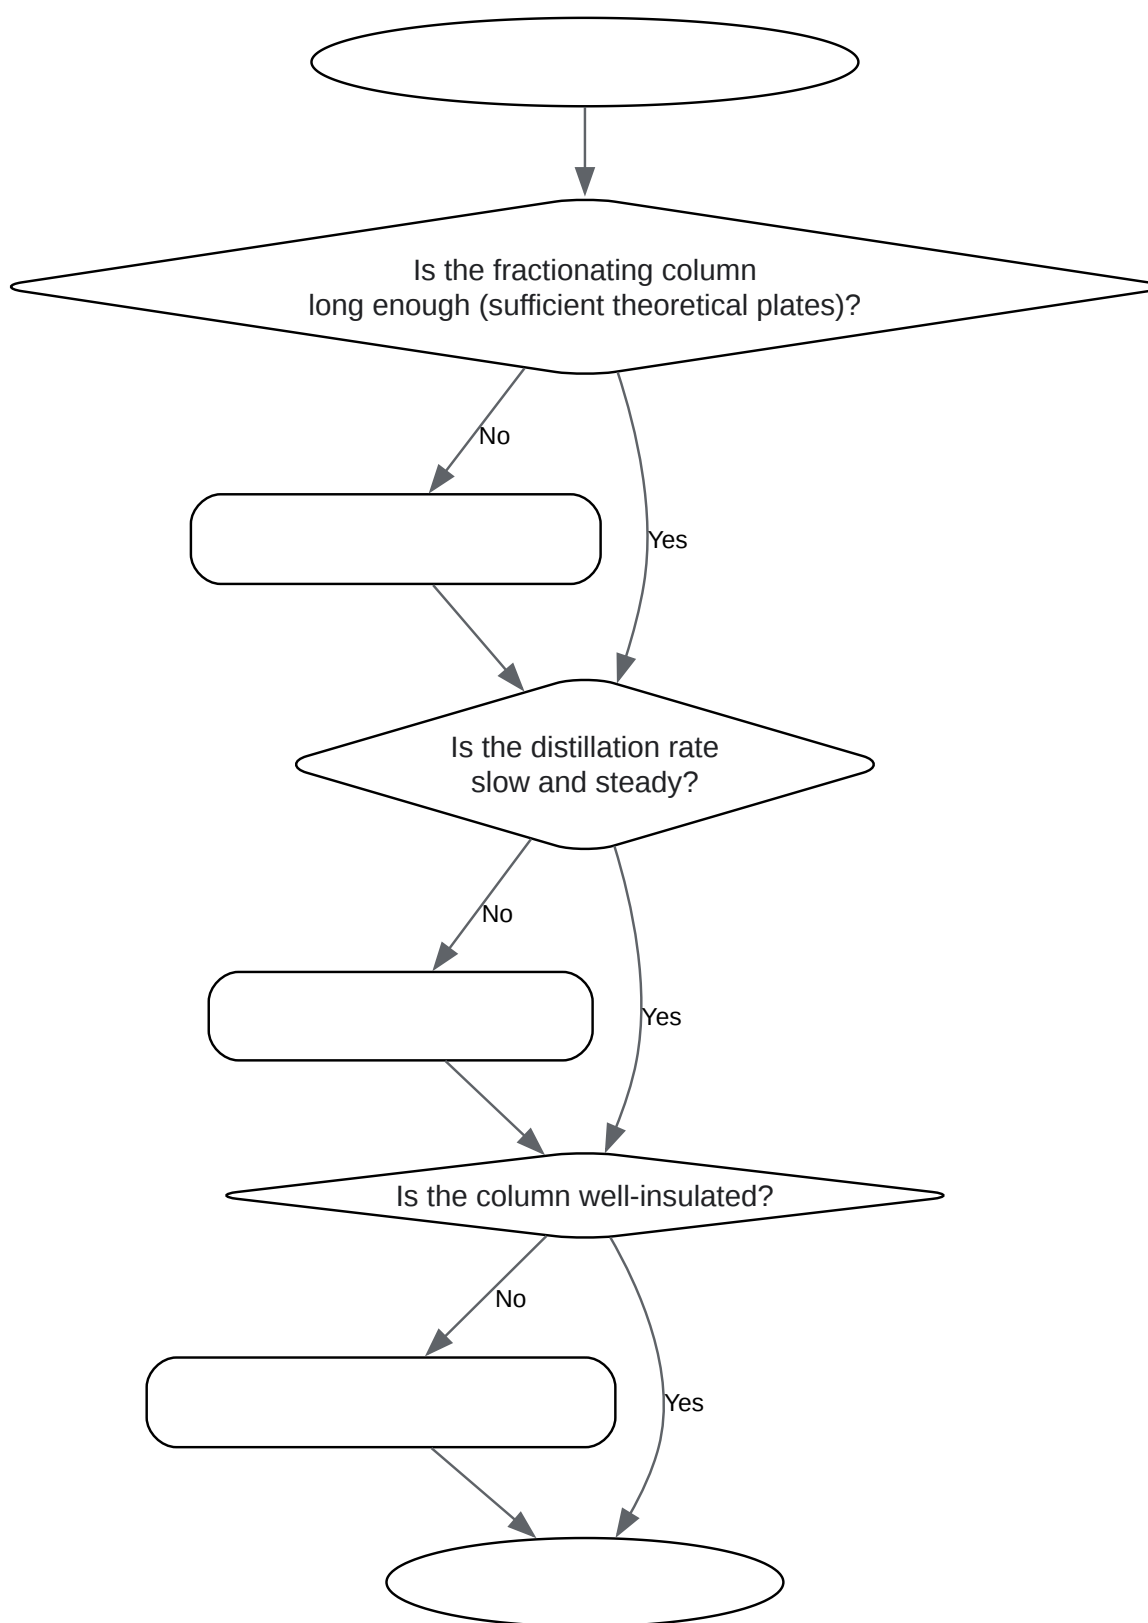 Is the fractionating column
long enough (sufficient theoretical plates)?
No
Yes
Is the distillation rate
slow and steady?
No
Yes
Is the column well-insulated?
No
Yes